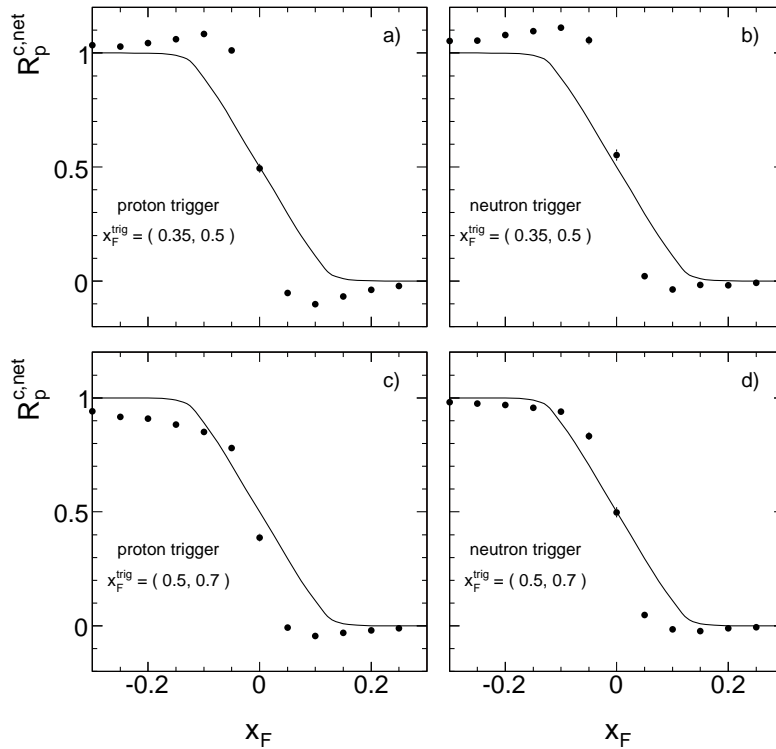 a)
b)
R_p^{c,net}
1
0.5
0
proton trigger
x_F^{trig} = ( 0.35, 0.5 )
neutron trigger
x_F^{trig} = ( 0.35, 0.5 )
c)
d)
R_p^{c,net}
1
0.5
0
proton trigger
x_F^{trig} = ( 0.5, 0.7 )
neutron trigger
x_F^{trig} = ( 0.5, 0.7 )
-0.2 0 0.2 -0.2 0 0.2
x_F x_F